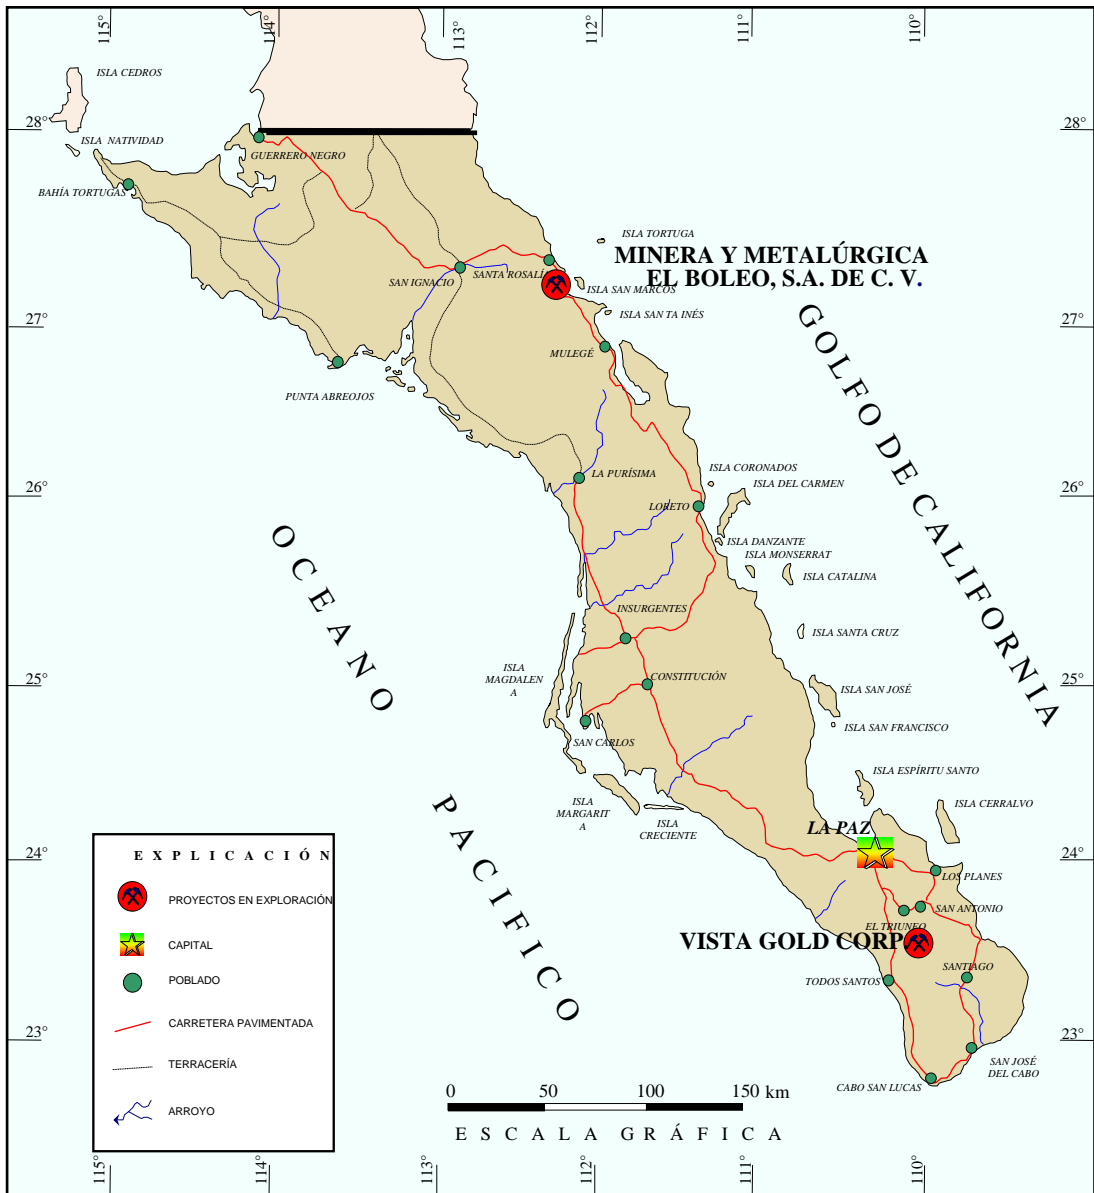 115°
114°
113°
112°
111°
110°
ISLA CEDROS
28°
28°
ISLA NATIVIDAD
GUERRERO NEGRO
BAHÍA TORTUGAS
ISLA TORTUGA
MINERA Y METALÚRGICA
EL BOLEO, S.A. DE C. V.
SANTA ROSALÍA
SAN IGNACIO
ISLA SAN MARCOS
ISLA SAN TA INÉS
27°
27°
MULEGÉ
PUNTA ABREOJOS
GOLFO DE CALIFORNIA
LA PURÍSIMA
ISLA CORONADOS
ISLA DEL CARMEN
26°
26°
LORETO
ISLA DANZANTE
ISLA MONSERRAT
ISLA CATALINA
OCEANO
INSURGENTES
ISLA SANTA CRUZ
ISLA
MAGDALEN
A
CONSTITUCIÓN
25°
25°
ISLA SAN JOSÉ
ISLA SAN FRANCISCO
SAN CARLOS
ISLA ESPÍRITU SANTO
ISLA
MARGARIT
A
ISLA
CRECIENTE
ISLA CERRALVO
PACIFICO
LA PAZ
24°
24°
LOS PLANES
SAN ANTONIO
EL TRIUNFO
VISTA GOLD CORP.
SANTIAGO
TODOS SANTOS
23°
23°
SAN JOSÉ
DEL CABO
CABO SAN LUCAS
EXPLICACIÓN
PROYECTOS EN EXPLORACIÓN
CAPITAL
POBLADO
CARRETERA PAVIMENTADA
TERRACERÍA
ARROYO
0 50 100 150 km
ESCALA GRÁFICA
115°
114°
113°
112°
111°
110°